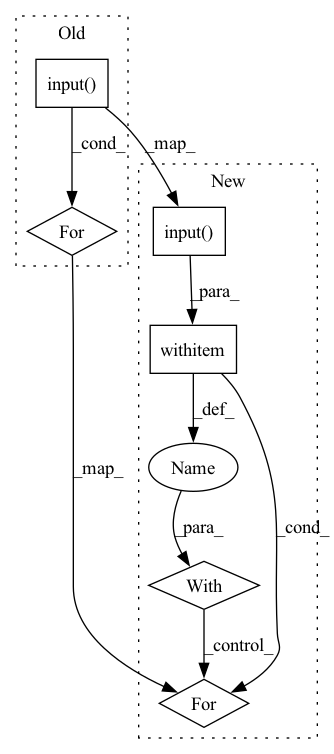 Old
input()
_cond_
_map_
New
For
input()
_para_
withitem
_def_
Name
_map_
_para_
_cond_
With
_control_
For